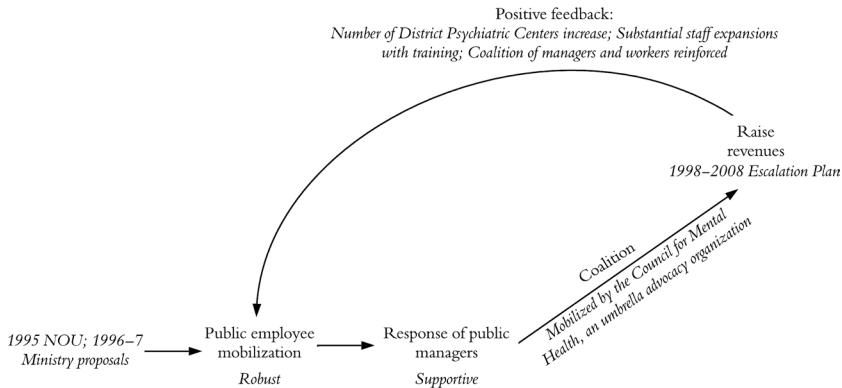 Positive feedback:
Number of District Psychiatric Centers increase; Substantial staff expansions
with training; Coalition of managers and workers reinforced
Raise
revenues
1998–2008 Escalation Plan
Coalition
Mobilized by the Council for Mental
Health, an umbrella advocacy organization
1995 NOU; 1996–7
Ministry proposals
Public employee
mobilization
Robust
Response of public
managers
Supportive